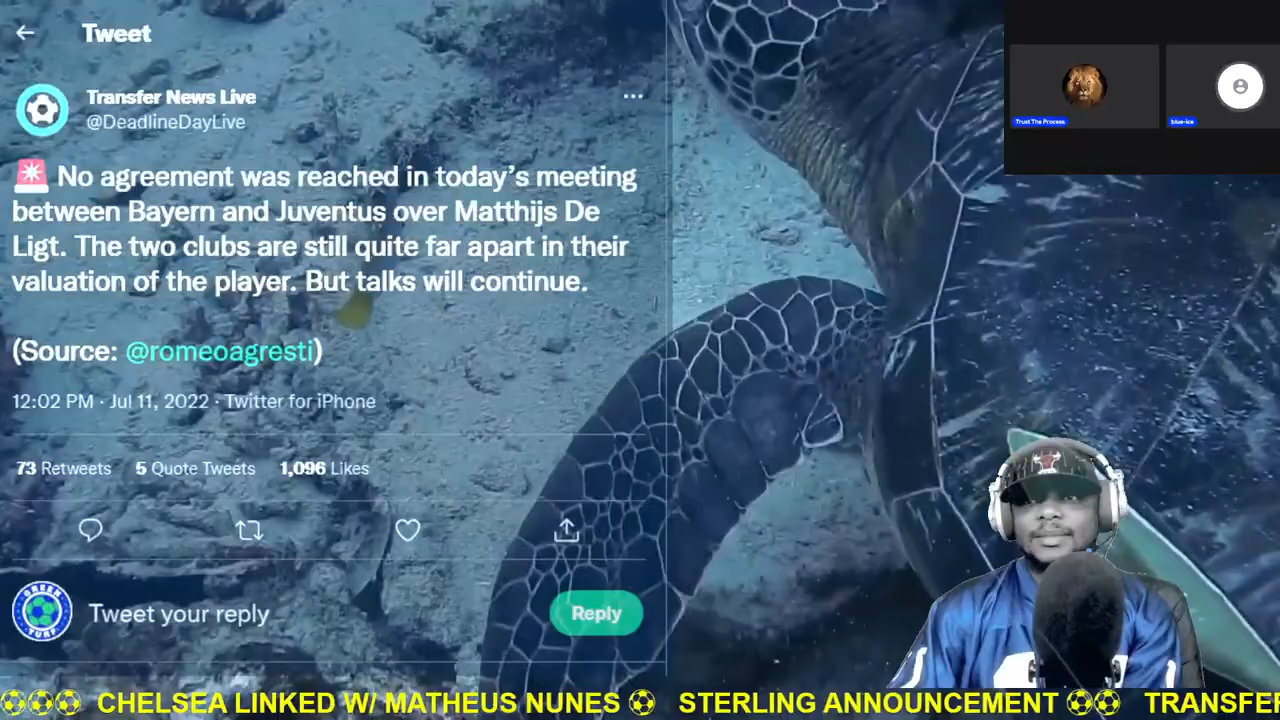 Tweet
Transfer News Live
@DeadlineDayLive
No agreement was reached in today’s meeting
between Bayern and Juventus over Matthijs De
Ligt. The two clubs are still quite far apart in their
valuation of the player. But talks will continue.
(Source: @romeoagresti)
12:02 PM · Jul 11, 2022 · Twitter for iPhone
73 Retweets 5 Quote Tweets 1,096 Likes
GREEN
TURF
Tweet your reply
Reply
Trust The Process
blue-ice
CHELSEA LINKED W/ MATHEUS NUNES STERLING ANNOUNCEMENT TRANSFER